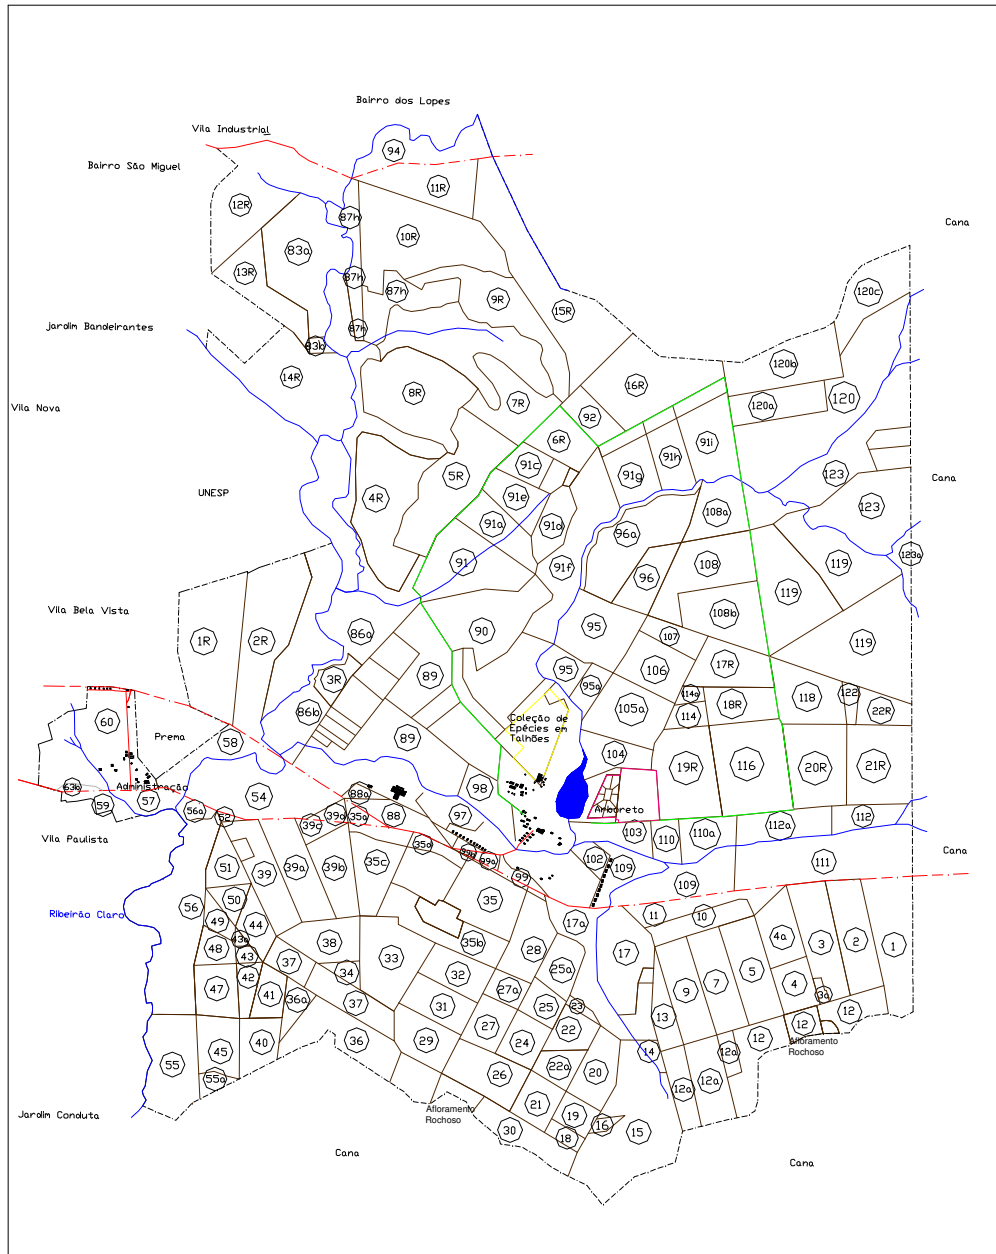 Bairro dos Lopes
Vila Industrial
94
Bairro São Miguel
11R
12R
87h
Cana
10R
83a
13R
87h
87h
120c
9R
15R
Jardim Bandeirantes
87h
83b
120b
14R
16R
8R
120
7R
120a
Vila Nova
92
6R
91i
91h
91c
5R
91g
123
Cana
UNESP
4R
91e
123
108a
91a
91d
96a
123a
91
91f
108
119
96
119
Vila Bela Vista
108b
95
86a
90
107
1R
2R
119
17R
95
106
89
3R
95a
114a
118
122
18R
105a
22R
86b
114
60
Coleção de
Epécies em
Talhões
Prema
58
89
104
116
19R
20R
21R
98
Administração
63b
88a
54
57
59
Arboreto
56a
39d
35a
88
97
52
112
39c
112a
103
110
110a
Vila Paulista
35a
99b
99a
102
Cana
111
51
39
39a
39b
35c
109
99
109
50
35
56
Ribeirão Claro
49
44
17a
11
10
43a
38
35b
28
4a
3
2
1
48
43
17
33
37
34
32
25a
5
42
4
7
47
41
36a
27a
9
3a
37
31
25
23
13
12
12
27
22
12
36
29
24
Afloramento
Rochoso
40
45
14
12a
55
22a
20
26
55a
12a
12a
21
Afloramento
Rochoso
19
Jardim Conduta
16
30
18
15
Cana
Cana